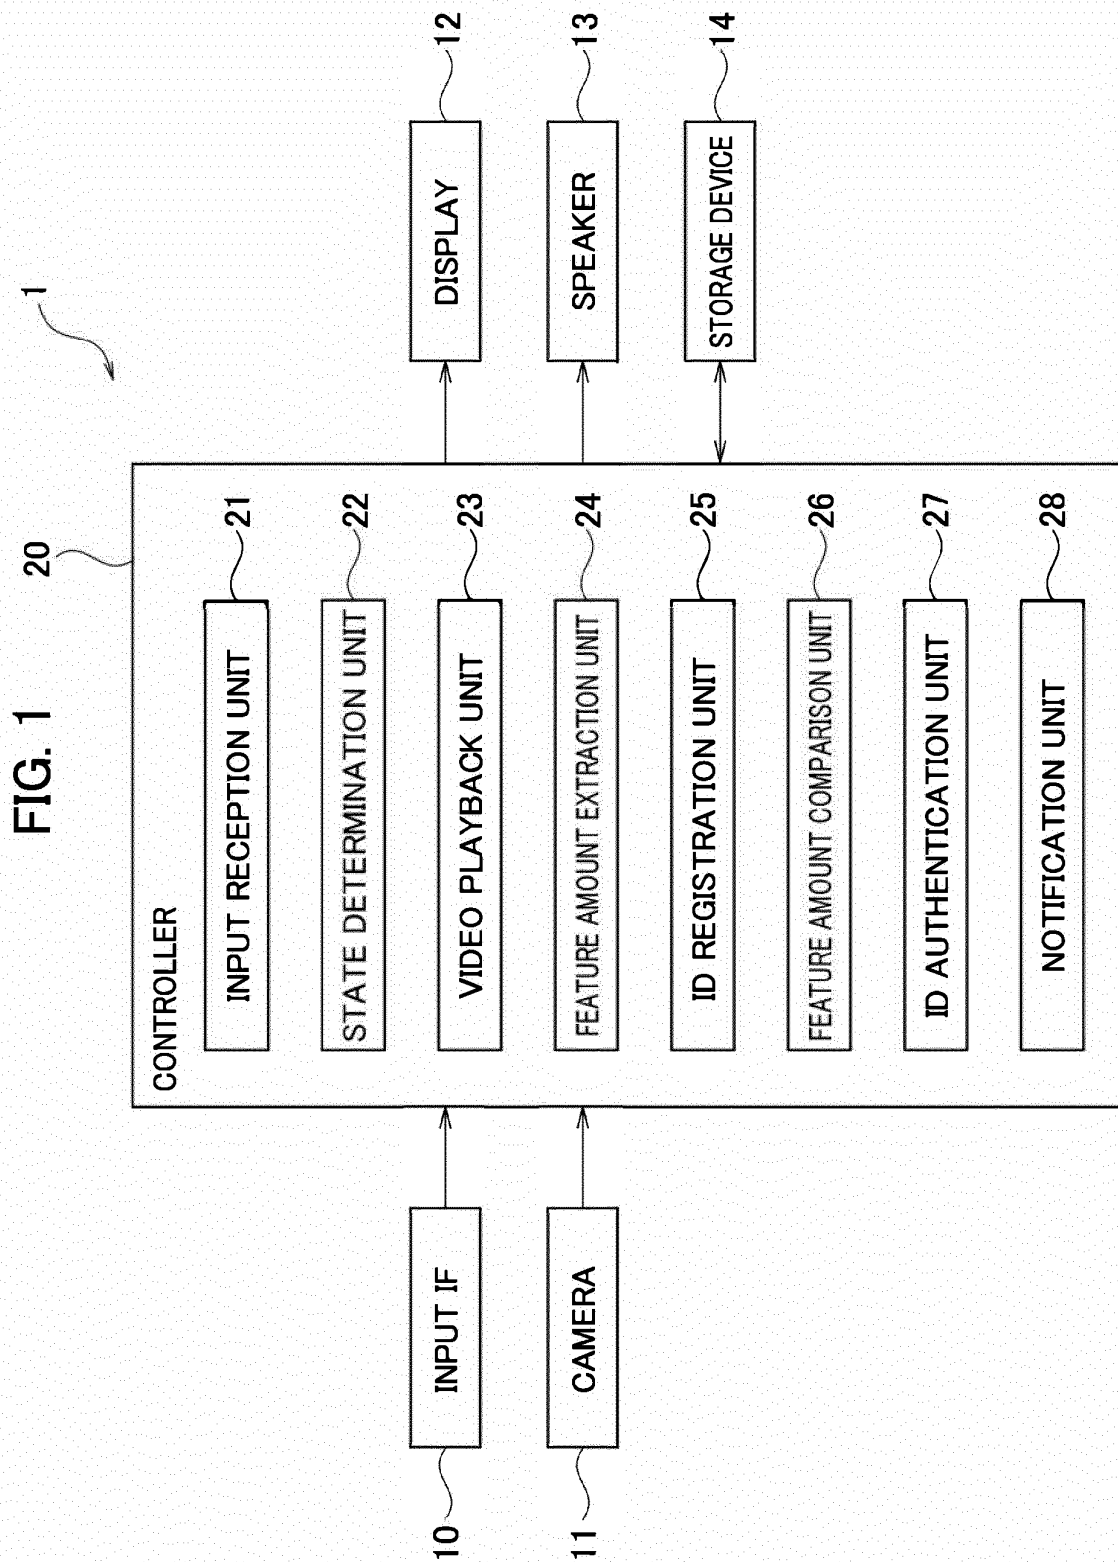 FIG. 1
1
20
CONTROLLER
INPUT IF
10
CAMERA
11
INPUT RECEPTION UNIT
21
STATE DETERMINATION UNIT
22
VIDEO PLAYBACK UNIT
23
FEATURE AMOUNT EXTRACTION UNIT
24
ID REGISTRATION UNIT
25
FEATURE AMOUNT COMPARISON UNIT
26
ID AUTHENTICATION UNIT
27
NOTIFICATION UNIT
28
DISPLAY
12
SPEAKER
13
STORAGE DEVICE
14